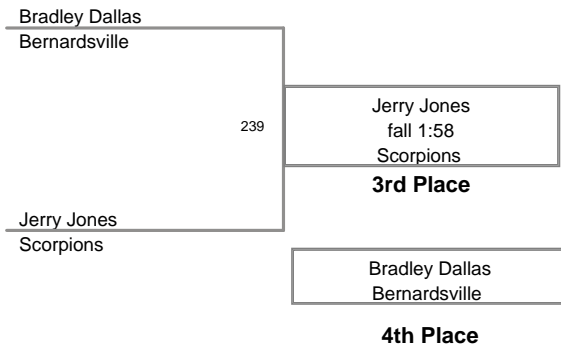 Bradley Dallas
Bernardsville
Jerry Jones
239
fall 1:58
Scorpions
3rd Place
Jerry Jones
Scorpions
Bradley Dallas
Bernardsville
4th Place